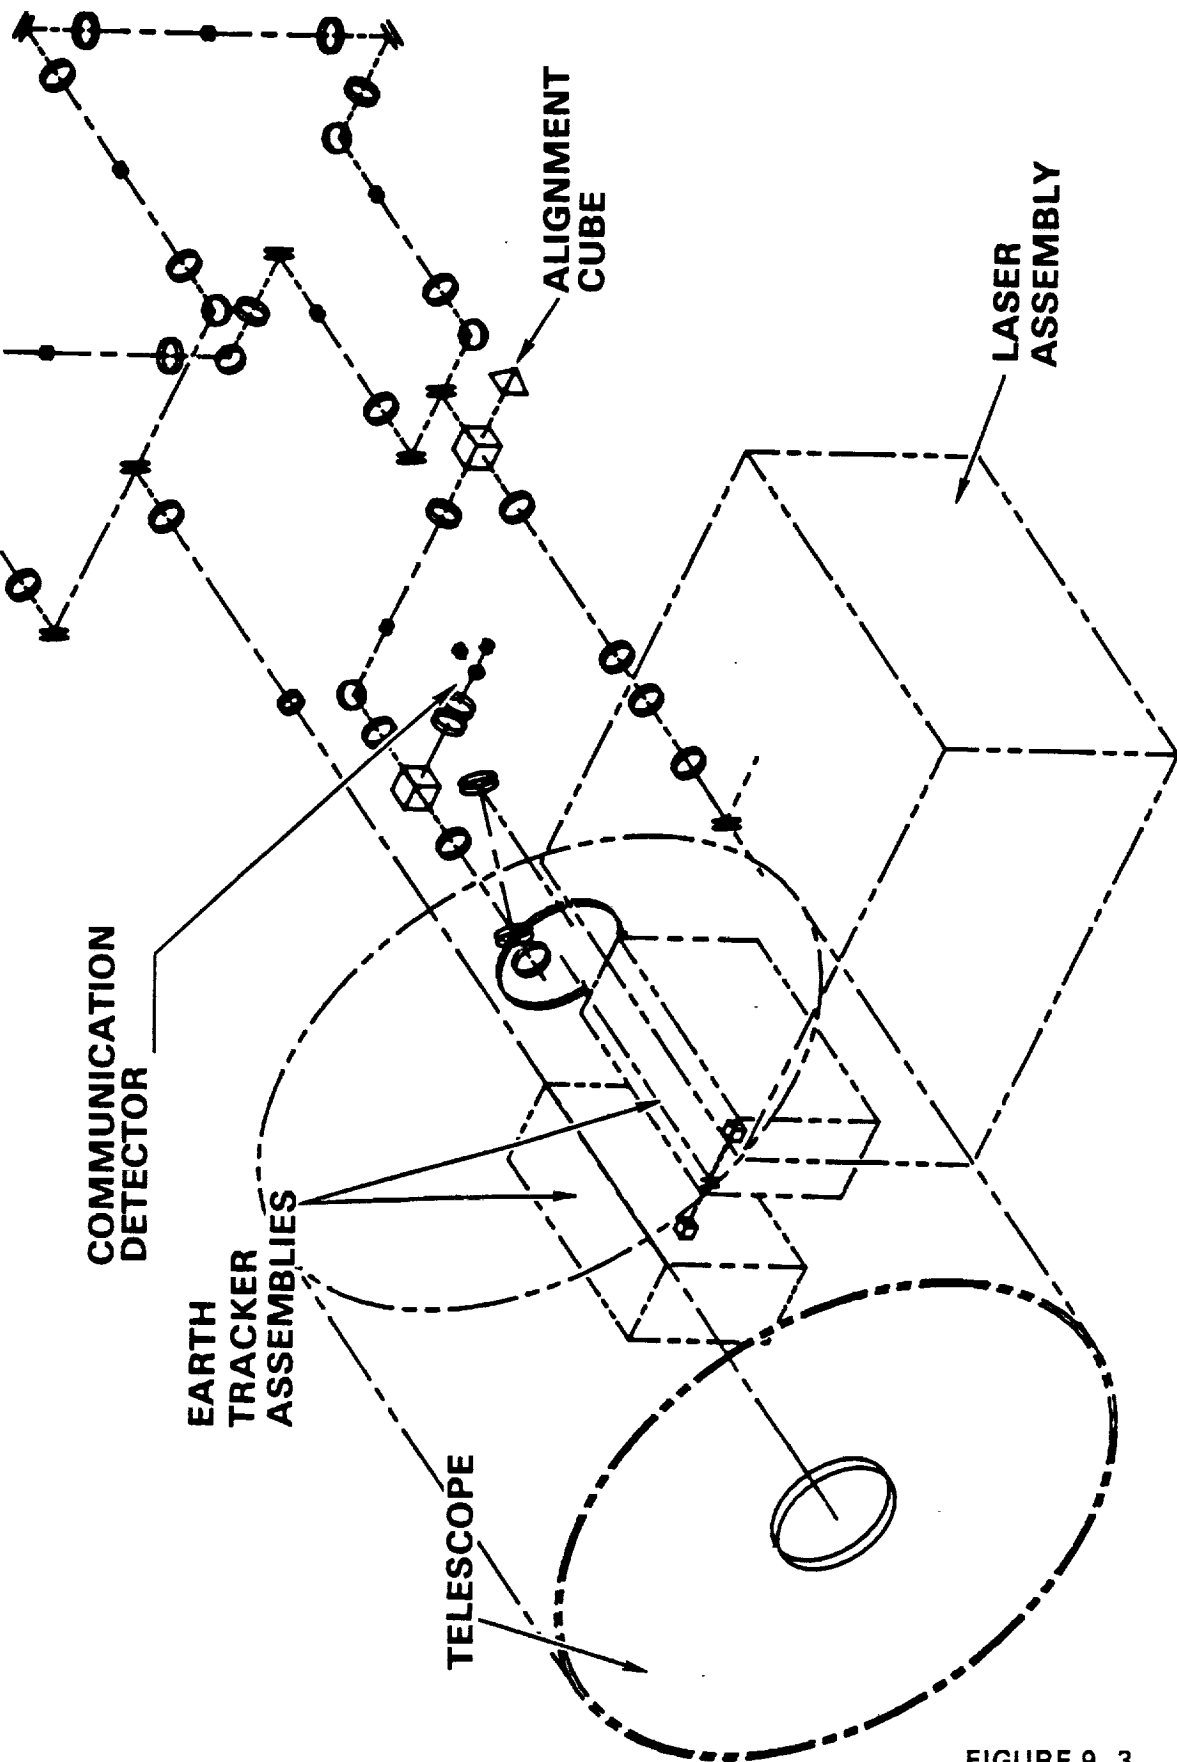 COMMUNICATION
DETECTOR
EARTH
TRACKER
ASSEMBLIES
TELESCOPE
ALIGNMENT
CUBE
LASER
ASSEMBLY
FIGURE 9 3